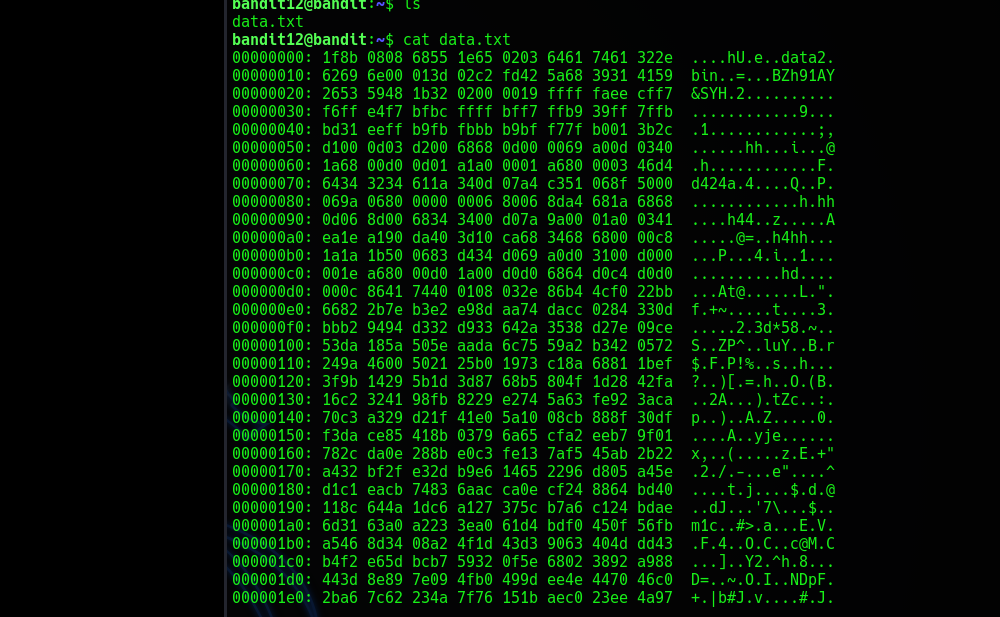 bandit12@bandit:~$ ls
data.txt
bandit12@bandit:~$ cat data.txt
00000000: 1f8b 0808 6855 1e65 0203 6461 7461 322e  ....hU.e..data2.
00000010: 6269 6e00 013d 02c2 fd42 5a68 3931 4159  bin..=...BZh91AY
00000020: 2653 5948 1b32 0200 0019 ffff faee cff7  &SYH.2..........
00000030: f6ff e4f7 bfbc ffff bff7 ffb9 39ff 7ffb  ............9...
00000040: bd31 eeff b9fb fbbb b9bf f77f b001 3b2c  .1............;,
00000050: d100 0d03 d200 6868 0d00 0069 a00d 0340  ......hh...i...@
00000060: 1a68 00d0 0d01 a1a0 0001 a680 0003 46d4  .h............F.
00000070: 6434 3234 611a 340d 07a4 c351 068f 5000  d424a.4....Q..P.
00000080: 069a 0680 0000 0006 8006 8da4 681a 6868  ............h.hh
00000090: 0d06 8d00 6834 3400 d07a 9a00 01a0 0341  ....h44..z.....A
000000a0: ea1e a190 da40 3d10 ca68 3468 6800 00c8  .....@=..h4hh...
000000b0: 1a1a 1b50 0683 d434 d069 a0d0 3100 d000  ...P...4.i..1...
000000c0: 001e a680 00d0 1a00 d0d0 6864 d0c4 d0d0  ..........hd....
000000d0: 000c 8641 7440 0108 032e 86b4 4cf0 22bb  ...At@......L.".
000000e0: 6682 2b7e b3e2 e98d aa74 dacc 0284 330d  f.+~.....t....3.
000000f0: bbb2 9494 d332 d933 642a 3538 d27e 09ce  .....2.3d*58.~..
00000100: 53da 185a 505e aada 6c75 59a2 b342 0572  S..ZP^..luY..B.r
00000110: 249a 4600 5021 25b0 1973 c18a 6881 1bef  $.F.P!%..s..h...
00000120: 3f9b 1429 5b1d 3d87 68b5 804f 1d28 42fa  ?..)[.=.h..O.(B.
00000130: 16c2 3241 98fb 8229 e274 5a63 fe92 3aca  ..2A...).tZc..:.
00000140: 70c3 a329 d21f 41e0 5a10 08cb 888f 30df  p..)..A.Z.....0.
00000150: f3da ce85 418b 0379 6a65 cfa2 eeb7 9f01  ....A..yje......
00000160: 782c da0e 288b e0c3 fe13 7af5 45ab 2b22  x,..(.....z.E.+"
00000170: a432 bf2f e32d b9e6 1465 2296 d805 a45e  .2./.-...e"....^
00000180: d1c1 eacb 7483 6aac ca0e cf24 8864 bd40  ....t.j....$.d.@
00000190: 118c 644a 1dc6 a127 375c b7a6 c124 bdae  ..dJ...'7\...$..
000001a0: 6d31 63a0 a223 3ea0 61d4 bdf0 450f 56fb  m1c..#>.a...E.V.
000001b0: a546 8d34 08a2 4f1d 43d3 9063 404d dd43  .F.4..O.C..c@M.C
000001c0: b4f2 e65d bcb7 5932 0f5e 6802 3892 a988  ...]..Y2.^h.8...
000001d0: 443d 8e89 7e09 4fb0 499d ee4e 4470 46c0  D=..~.O.I..NDpF.
000001e0: 2ba6 7c62 234a 7f76 151b aec0 23ee 4a97  +.|b#J.v....#.J.